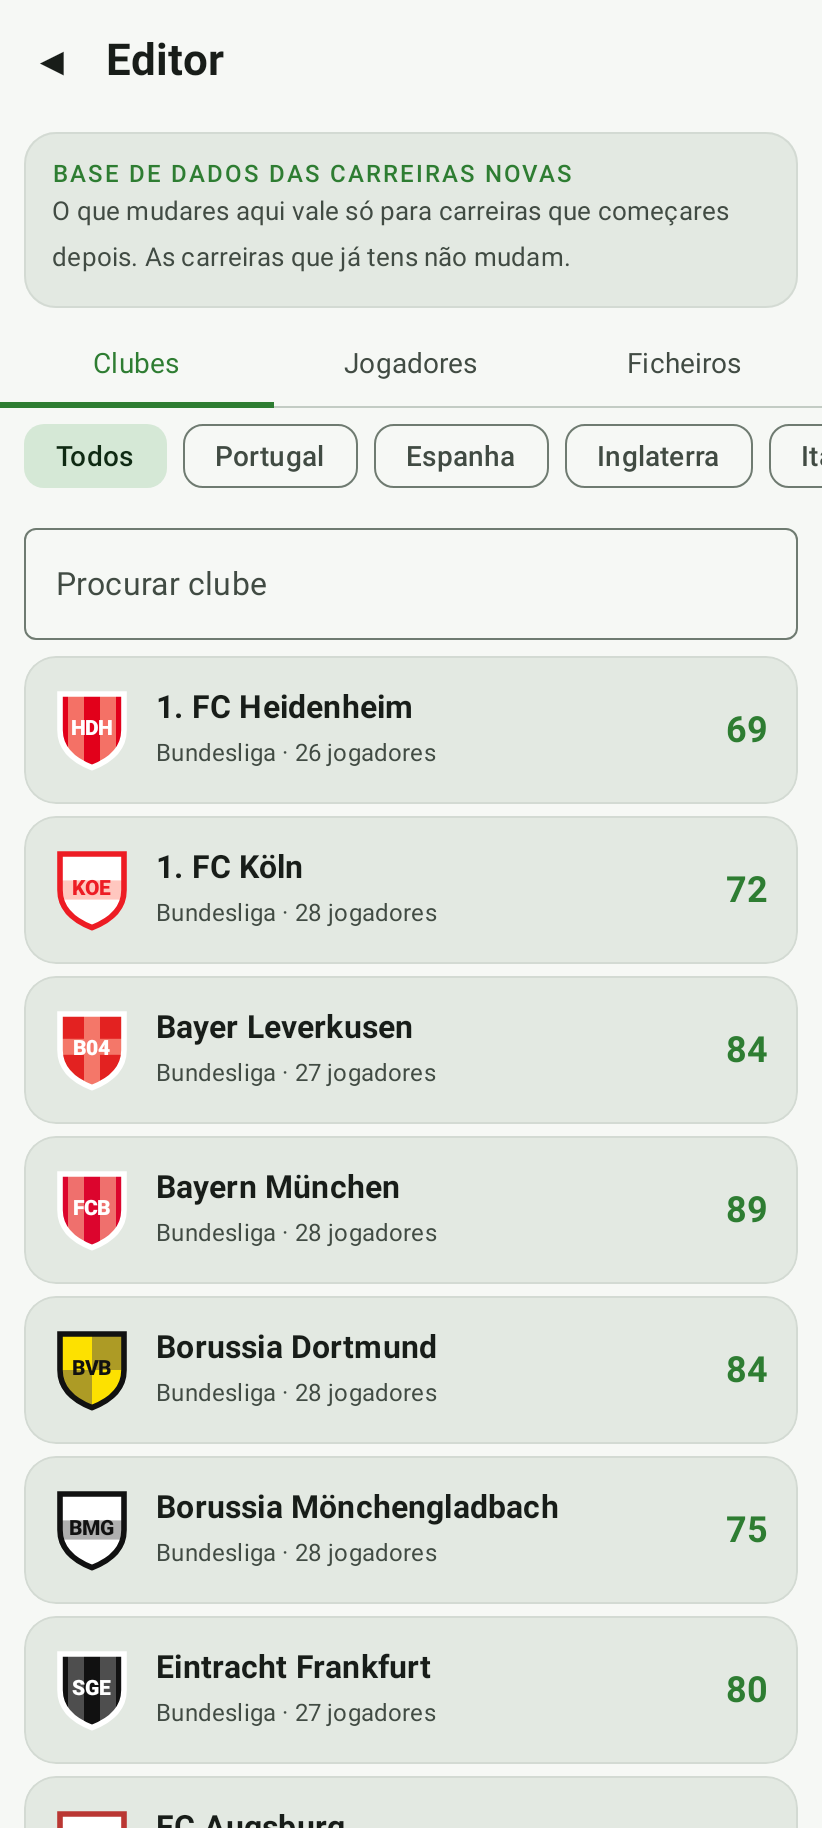 ◀ Editor
BASE DE DADOS DAS CARREIRAS NOVAS
O que mudares aqui vale só para carreiras que começares
depois. As carreiras que já tens não mudam.
Clubes Jogadores Ficheiros
Todos Portugal Espanha Inglaterra
Procurar clube
HDH 1. FC Heidenheim 69
Bundesliga · 26 jogadores
KOE 1. FC Köln 72
Bundesliga · 28 jogadores
B04 Bayer Leverkusen 84
Bundesliga · 27 jogadores
FCB Bayern München 89
Bundesliga · 28 jogadores
BVB Borussia Dortmund 84
Bundesliga · 28 jogadores
BMG Borussia Mönchengladbach 75
Bundesliga · 28 jogadores
SGE Eintracht Frankfurt 80
Bundesliga · 27 jogadores
FC Augsburg